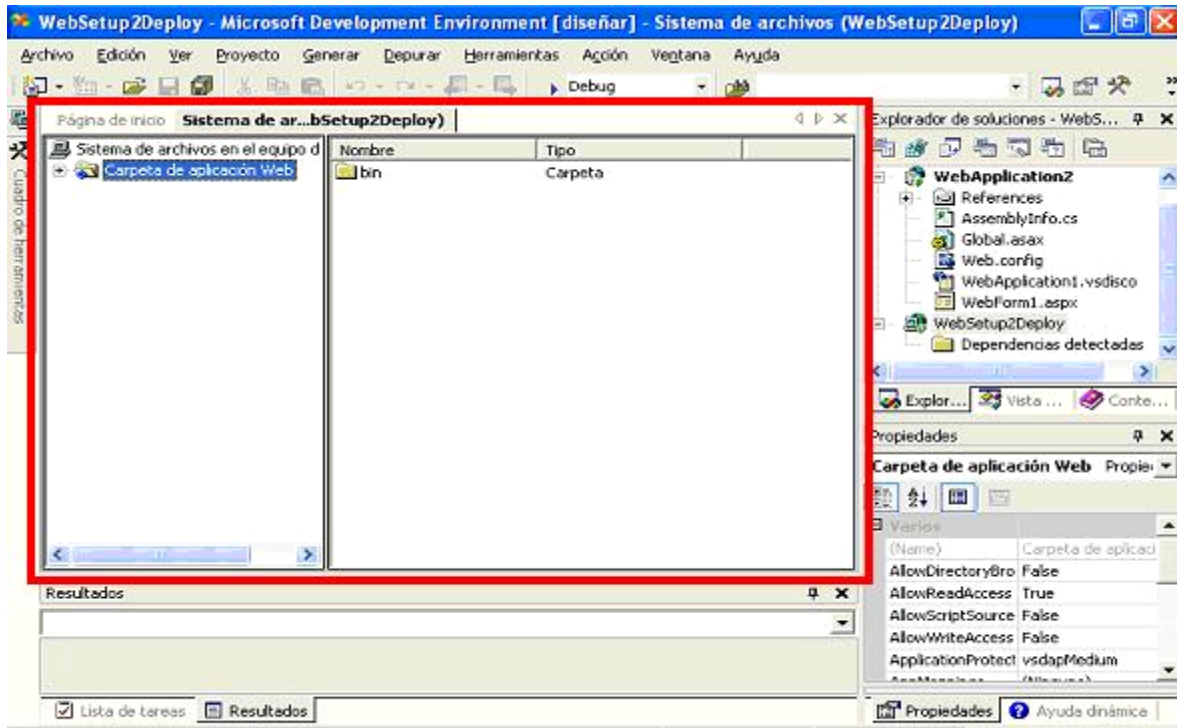 WebSetup2Deploy - Microsoft Development Environment [diseñar] - Sistema de archivos (WebSetup2Deploy)
Archivo Edición Ver Proyecto Generar Depurar Herramientas Acción Ventana Ayuda
Debug
Página de inicio Sistema de ar...bSetup2Deploy)
Sistema de archivos en el equipo d
Carpeta de aplicación Web
Nombre Tipo
bin Carpeta
Cuadro de herramientas
Explorador de soluciones - WebS...
WebApplication2
References
AssemblyInfo.cs
Global.asax
Web.config
WebApplication1.vsdisco
WebForm1.aspx
WebSetup2Deploy
Dependencias detectadas
Explor... Vista ... Conte...
Propiedades
Carpeta de aplicación Web Propie
Varios
(Name) Carpeta de aplicaci
AllowDirectoryBro False
AllowReadAccess True
AllowScriptSource False
AllowWriteAccess False
ApplicationProtect vsdapMedium
Resultados
Lista de tareas Resultados
Propiedades Ayuda dinámica